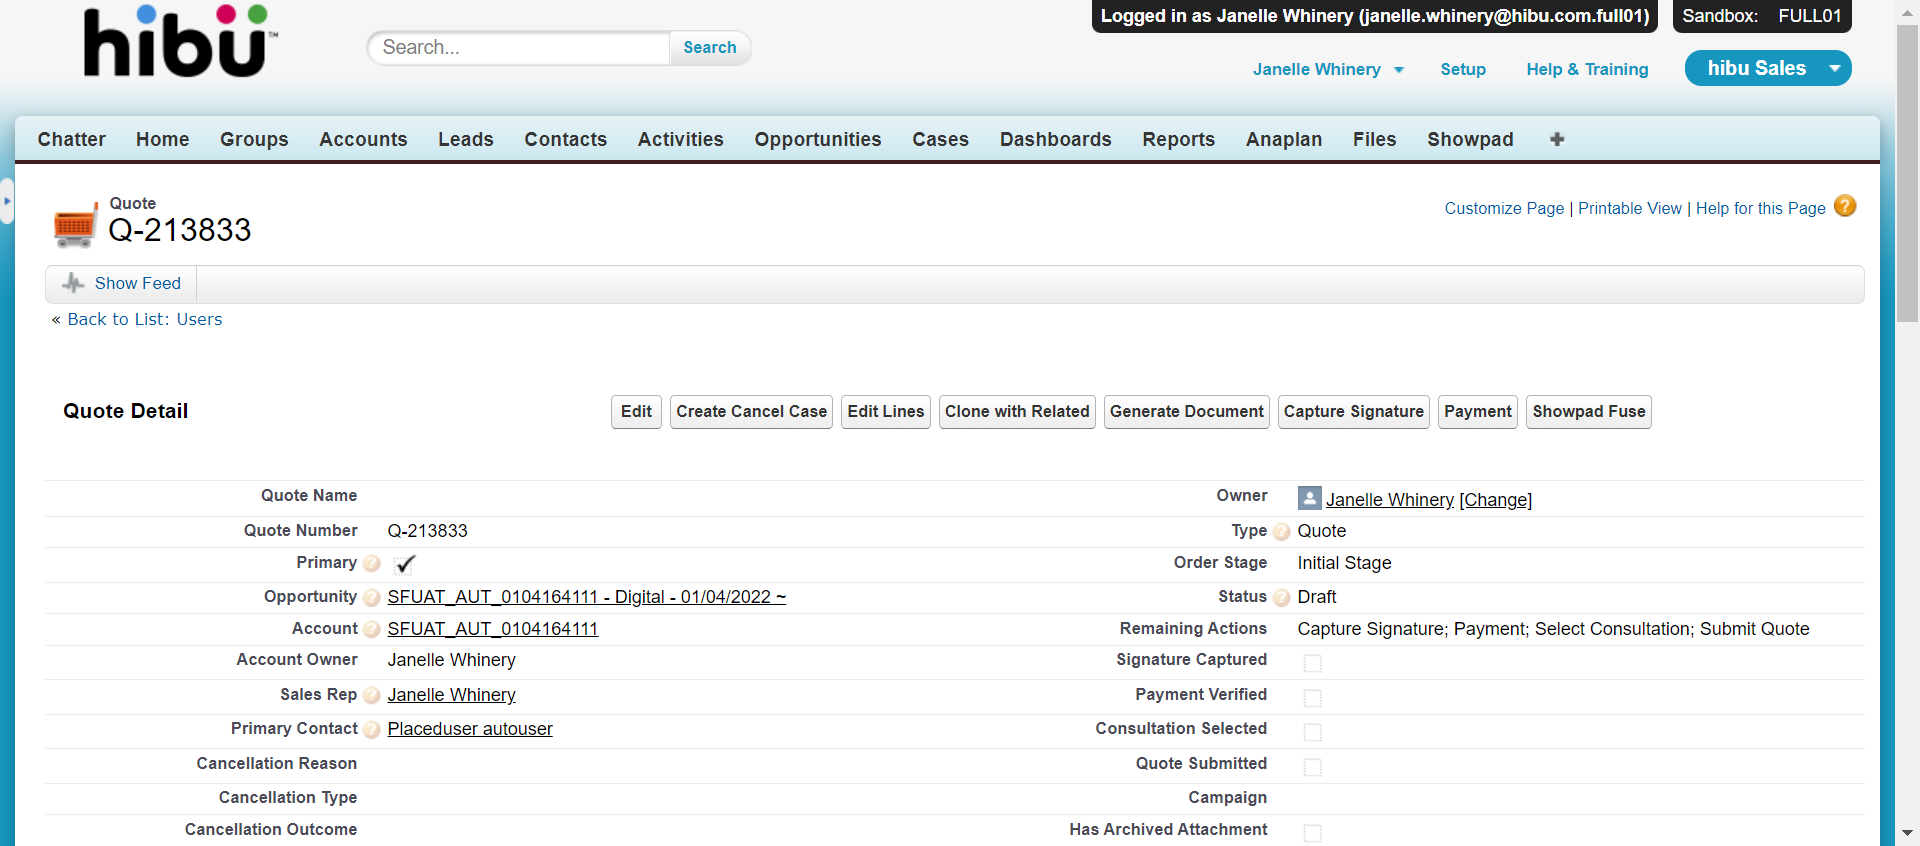 hibu™
Search...
Search
Logged in as Janelle Whinery (janelle.whinery@hibu.com.full01)
Sandbox: FULL01
Janelle Whinery
Setup
Help & Training
hibu Sales
Chatter Home Groups Accounts Leads Contacts Activities Opportunities Cases Dashboards Reports Anaplan Files Showpad +
Quote
Q-213833
Customize Page | Printable View | Help for this Page ?
Show Feed
« Back to List: Users
Quote Detail
Edit Create Cancel Case Edit Lines Clone with Related Generate Document Capture Signature Payment Showpad Fuse
Quote Name
Owner Janelle Whinery [Change]
Quote Number Q-213833
Type ? Quote
Primary ?
Order Stage Initial Stage
Opportunity ? SFUAT_AUT_0104164111 - Digital - 01/04/2022 ~
Status ? Draft
Account ? SFUAT_AUT_0104164111
Remaining Actions Capture Signature; Payment; Select Consultation; Submit Quote
Account Owner Janelle Whinery
Signature Captured
Sales Rep ? Janelle Whinery
Payment Verified
Primary Contact ? Placeduser autouser
Consultation Selected
Cancellation Reason
Quote Submitted
Cancellation Type
Campaign
Cancellation Outcome
Has Archived Attachment